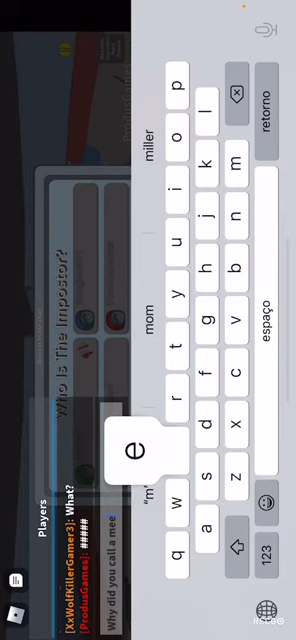 Who Is The Impostor?
Players
[XxWolfKillerGamer3]: What?
[ProdusGames]: #####
Why did you call a mee
"m"
mom
miller
e
q w r t y u i o p
a s d f g h j k l
z x c v b n m
123
espaço
retorno